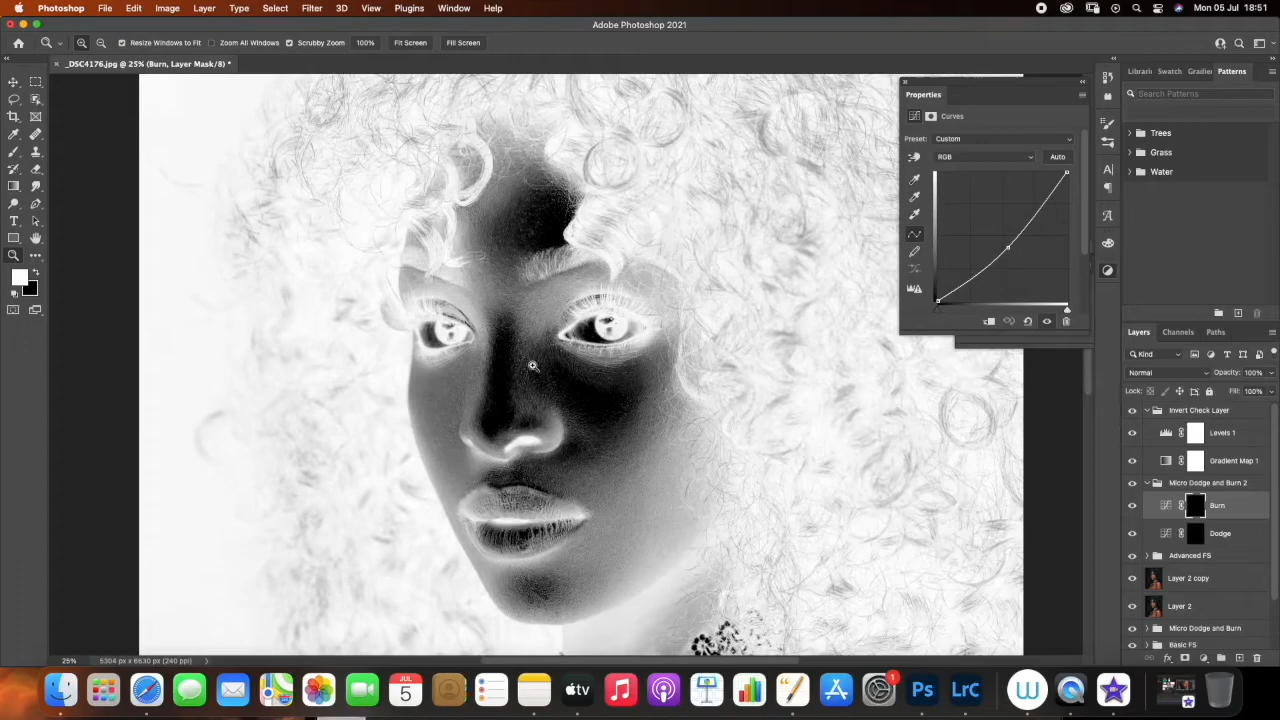 Photoshop File Edit Image Layer Type Select Filter 3D View Plugins Window Help Mon 05 Jul 18:51
Adobe Photoshop 2021
Resize Windows to Fit Zoom All Windows Scrubby Zoom 100% Fit Screen Fill Screen
_DSC4176.jpg @ 25% (Burn, Layer Mask/8) *
Librari Swatch Gradier Patterns
Search Patterns
Trees
Grass
Water
Properties
Curves
Preset: Custom
RGB Auto
Layers Channels Paths
Kind
Normal Opacity: 100%
Lock: Fill: 100%
Invert Check Layer
Levels 1
Gradient Map 1
Micro Dodge and Burn 2
Burn
Dodge
Advanced FS
Layer 2 copy
Layer 2
Micro Dodge and Burn
Basic FS
25% 5304 px x 6630 px (240 ppi)
JUL
5
tv
1
Ps
LrC
W